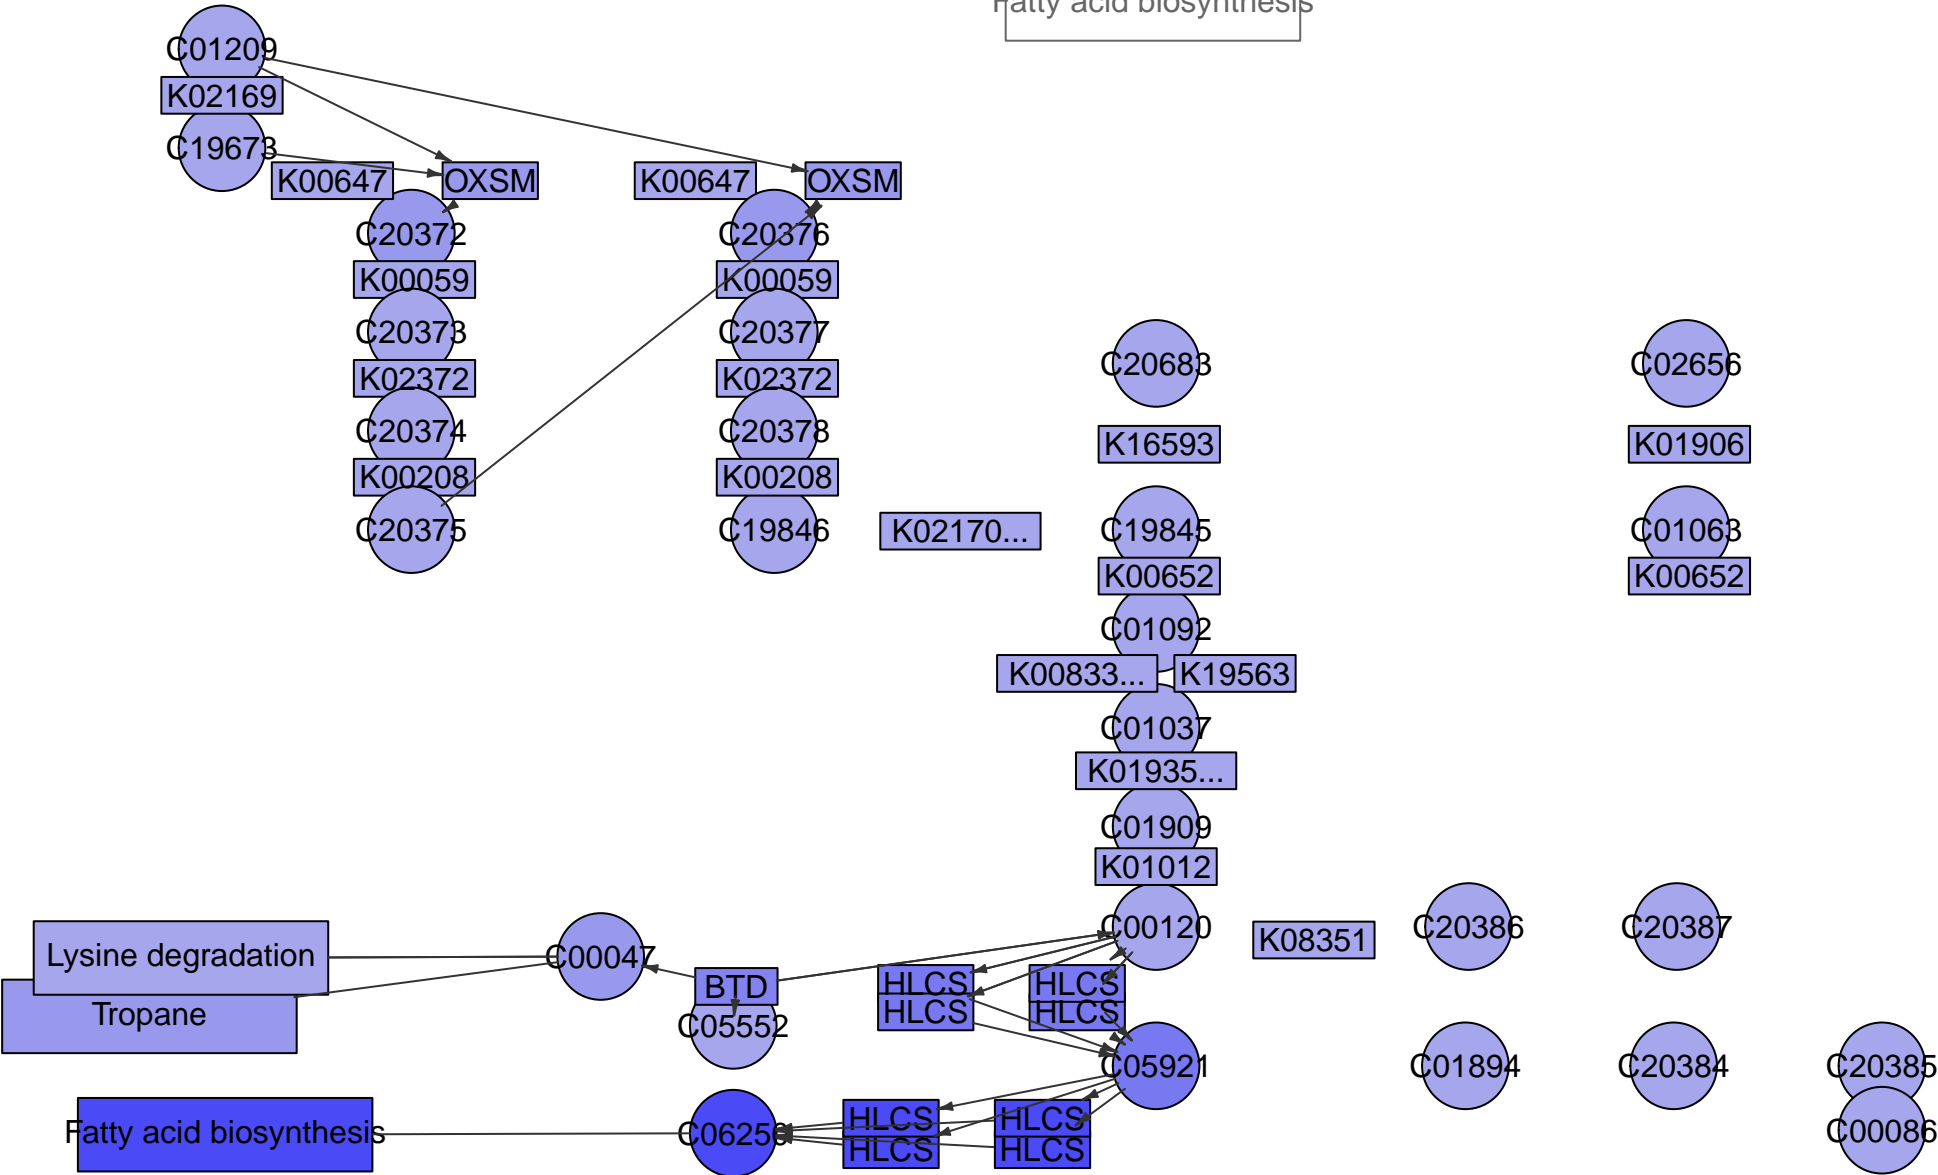 Fatty acid biosynthesis
C01209
K02169
C19673
K00647
OXSM
K00647
OXSM
C20372
C20376
K00059
K00059
C20373
C20377
C20683
C02656
K02372
K02372
C20374
C20378
K16593
K01906
K00208
K00208
C20375
C19846
K02170...
C19845
C01063
K00652
K00652
C01092
K00833...
K19563
C01037
K01935...
C01909
K01012
C00120
K08351
C20386
C20387
Lysine degradation
C00047
BTD
HLCS
HLCS
Tropane
HLCS
HLCS
C05552
C05921
C01894
C20384
C20385
Fatty acid biosynthesis
C06250
HLCS
HLCS
C00086
HLCS
HLCS